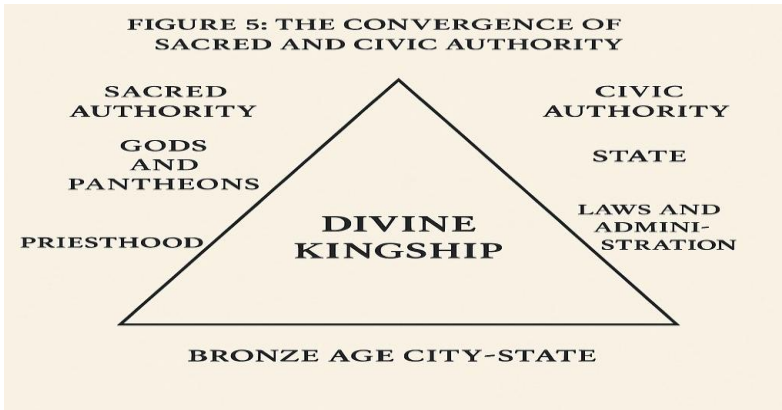 FIGURE 5: THE CONVERGENCE OF
SACRED AND CIVIC AUTHORITY
SACRED
AUTHORITY
GODS
AND
PANTHEONS
PRIESTHOOD
CIVIC
AUTHORITY
STATE
LAWS AND
ADMINI-
STRATION
DIVINE
KINGSHIP
BRONZE AGE CITY-STATE